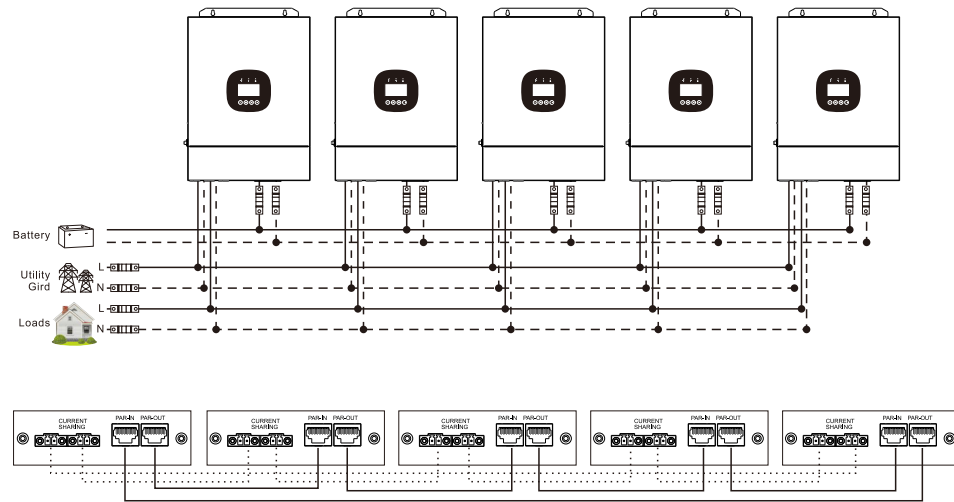 Battery
Utility
Gird
L
N
Loads
L
N
CURRENT
SHARING
PAR-IN PAR-OUT
CURRENT
SHARING
PAR-IN PAR-OUT
CURRENT
SHARING
PAR-IN PAR-OUT
CURRENT
SHARING
PAR-IN PAR-OUT
CURRENT
SHARING
PAR-IN PAR-OUT